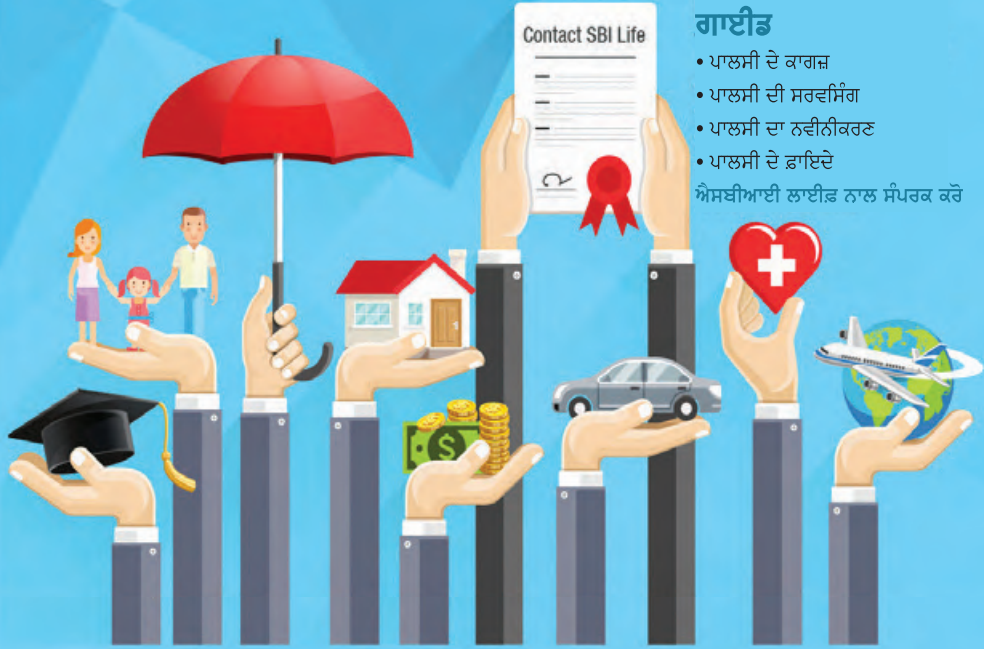 Contact SBI Life
ਗਾਈਡ
• ਪਾਲਸੀ ਦੇ ਕਾਗਜ਼
• ਪਾਲਸੀ ਦੀ ਸਰਵਸਿੰਗ
• ਪਾਲਸੀ ਦਾ ਨਵੀਨੀਕਰਣ
• ਪਾਲਸੀ ਦੇ ਫ਼ਾਇਦੇ
ਐਸਬੀਆਈ ਲਾਈਫ਼ ਨਾਲ ਸੰਪਰਕ ਕਰੋ
$